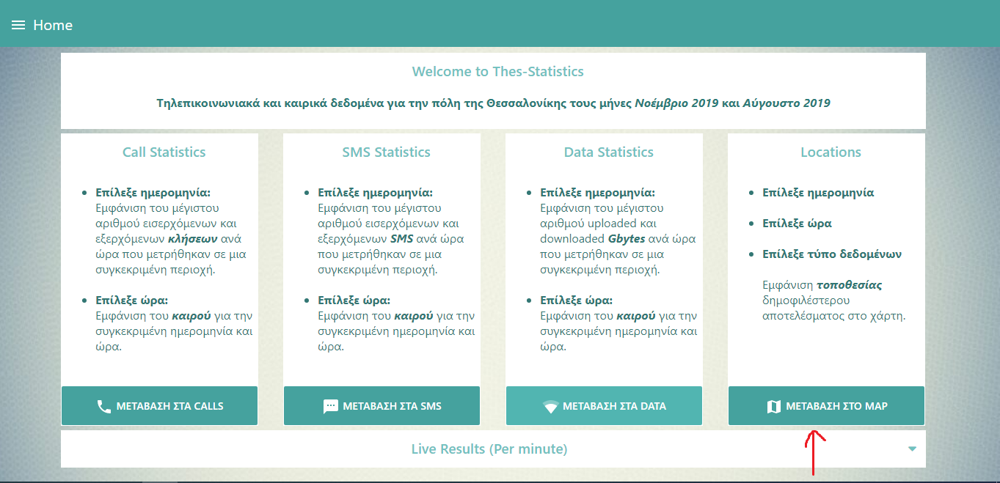 Home
Welcome to Thes-Statistics
Τηλεπικοινωνιακά και καιρικά δεδομένα για την πόλη της Θεσσαλονίκης τους μήνες Νοέμβριο 2019 και Αύγουστο 2019
Call Statistics
Επίλεξε ημερομηνία:
Εμφάνιση του μέγιστου
αριθμού εισερχόμενων και
εξερχόμενων κλήσεων ανά
ώρα που μετρήθηκαν σε μια
συγκεκριμένη περιοχή.
Επίλεξε ώρα:
Εμφάνιση του καιρού για την
συγκεκριμένη ημερομηνία και
ώρα.
ΜΕΤΑΒΑΣΗ ΣΤΑ CALLS
SMS Statistics
Επίλεξε ημερομηνία:
Εμφάνιση του μέγιστου
αριθμού εισερχόμενων και
εξερχόμενων SMS ανά ώρα
που μετρήθηκαν σε μια
συγκεκριμένη περιοχή.
Επίλεξε ώρα:
Εμφάνιση του καιρού για την
συγκεκριμένη ημερομηνία και
ώρα.
ΜΕΤΑΒΑΣΗ ΣΤΑ SMS
Data Statistics
Επίλεξε ημερομηνία:
Εμφάνιση του μέγιστου
αριθμού uploaded και
downloaded Gbytes ανά ώρα
που μετρήθηκαν σε μια
συγκεκριμένη περιοχή.
Επίλεξε ώρα:
Εμφάνιση του καιρού για την
συγκεκριμένη ημερομηνία και
ώρα.
ΜΕΤΑΒΑΣΗ ΣΤΑ DATA
Locations
Επίλεξε ημερομηνία
Επίλεξε ώρα
Επίλεξε τύπο δεδομένων
Εμφάνιση τοποθεσίας
δημοφιλέστερου
αποτελέσματος στο χάρτη.
ΜΕΤΑΒΑΣΗ ΣΤΟ MAP
Live Results (Per minute)